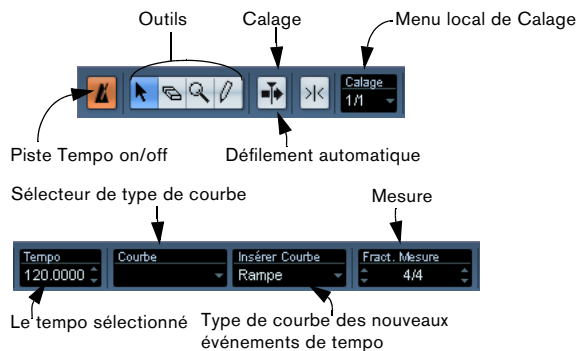 Outils
Calage
Menu local de Calage
Calage
1/1
Piste Tempo on/off
Défilement automatique
Sélecteur de type de courbe
Mesure
Tempo
120.0000
Courbe
Insérer Courbe
Rampe
Fract. Mesure
4/4
Le tempo sélectionné
Type de courbe des nouveaux
événements de tempo